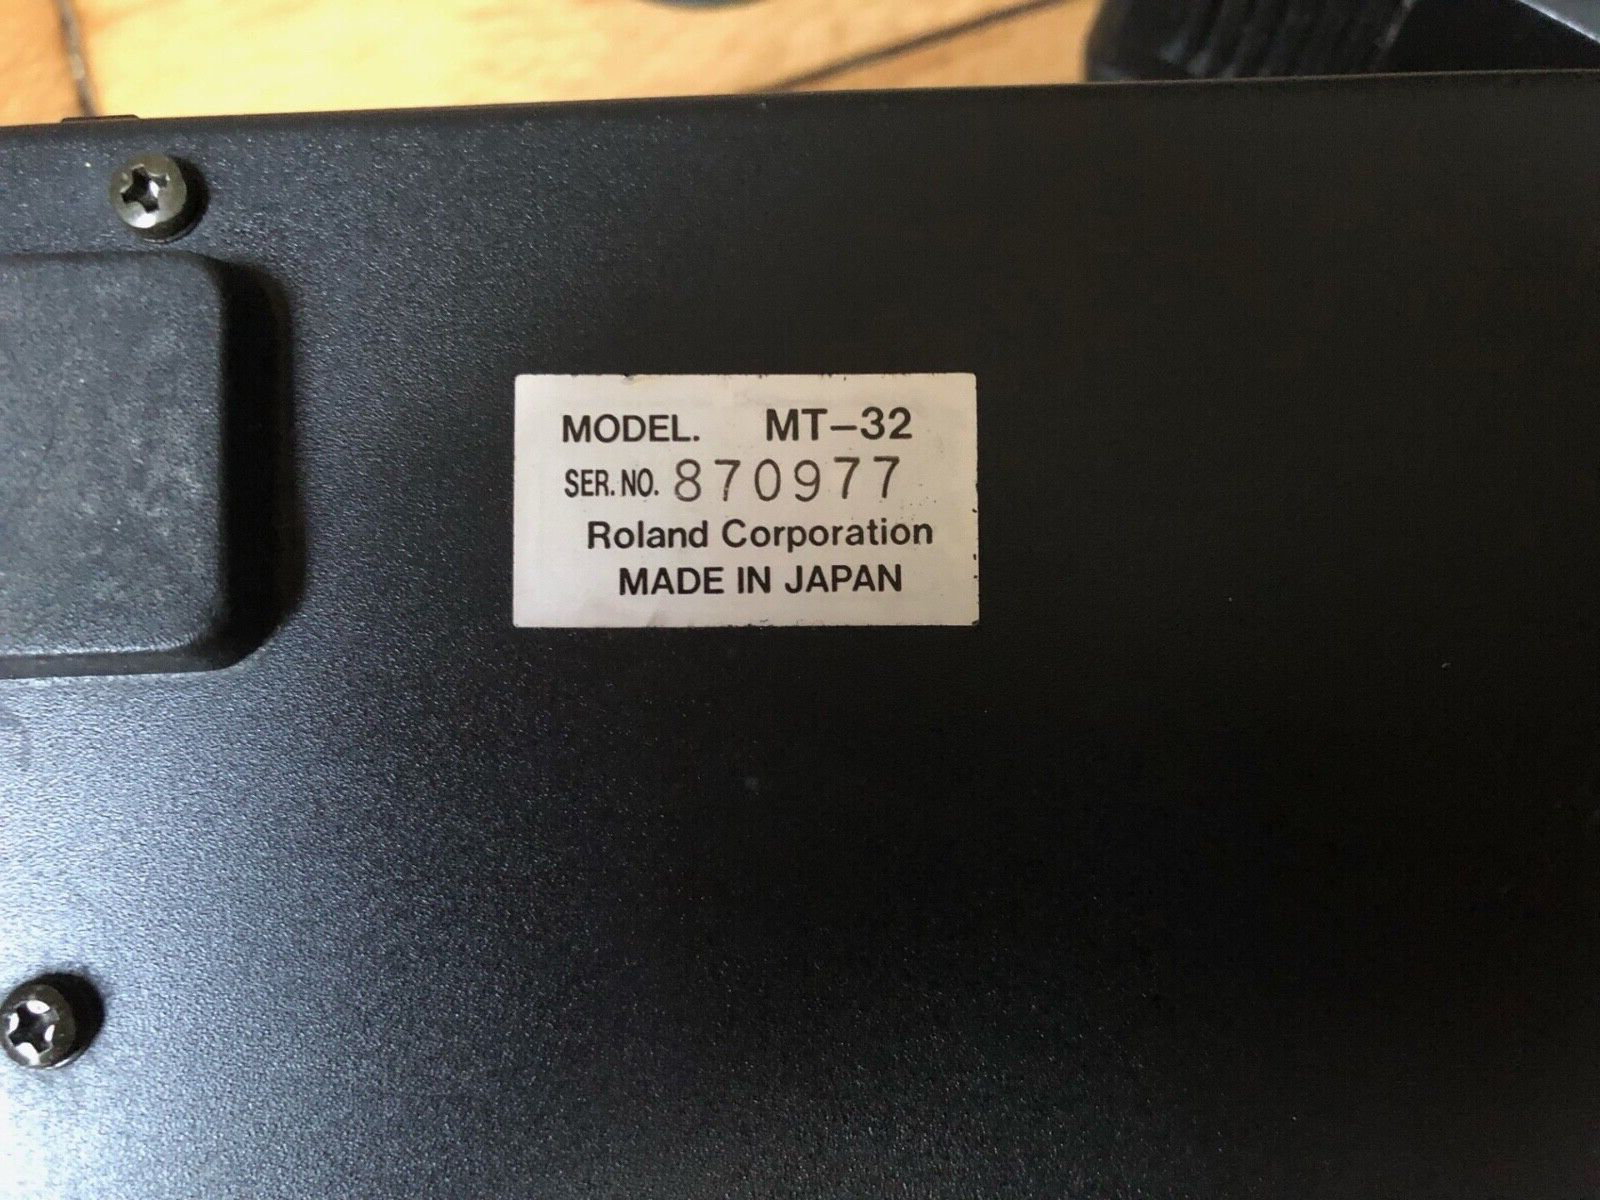 MODEL. MT-32
SER. NO. 870977
Roland Corporation
MADE IN JAPAN